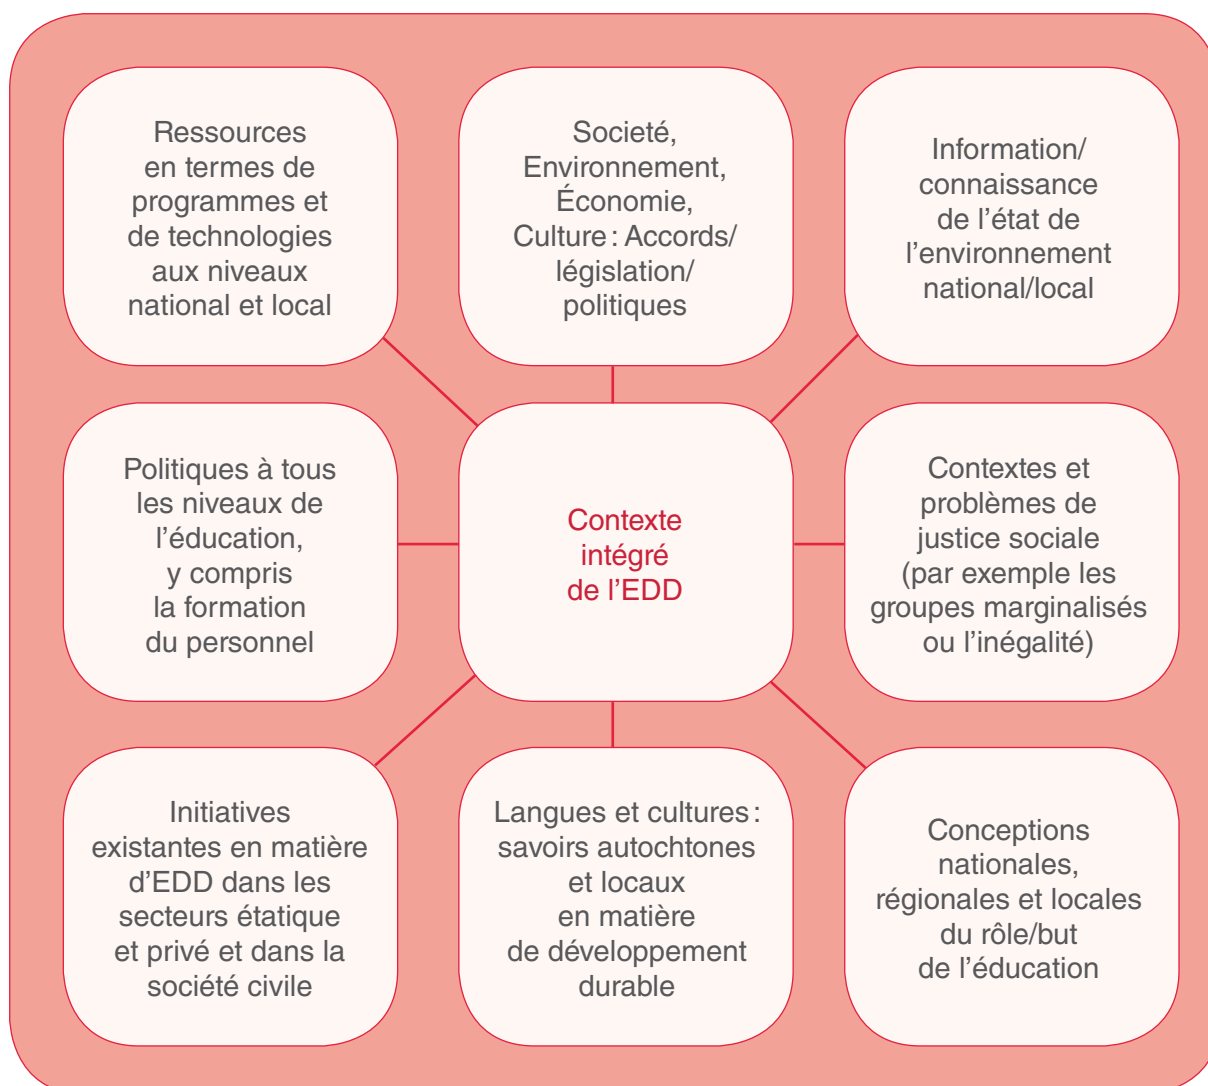 Ressources
en termes de
programmes et
de technologies
aux niveaux
national et local
Societé,
Environnement,
Économie,
Culture : Accords/
législation/
politiques
Information/
connaissance
de l’état de
l’environnement
national/local
Politiques à tous
les niveaux de
l’éducation,
y compris
la formation
du personnel
Contexte
intégré
de l’EDD
Contextes et
problèmes de
justice sociale
(par exemple les
groupes marginalisés
ou l’inégalité)
Initiatives
existantes en matière
d’EDD dans les
secteurs étatique
et privé et dans la
société civile
Langues et cultures :
savoirs autochtones
et locaux
en matière
de développement
durable
Conceptions
nationales,
régionales et locales
du rôle/but
de l’éducation